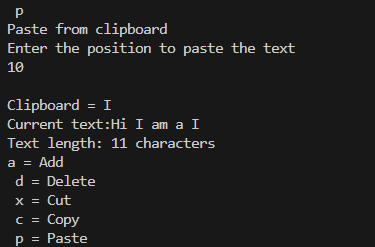 p
Paste from clipboard
Enter the position to paste the text
10
Clipboard = I
Current text:Hi I am a I
Text length: 11 characters
a = Add
d = Delete
x = Cut
c = Copy
p = Paste